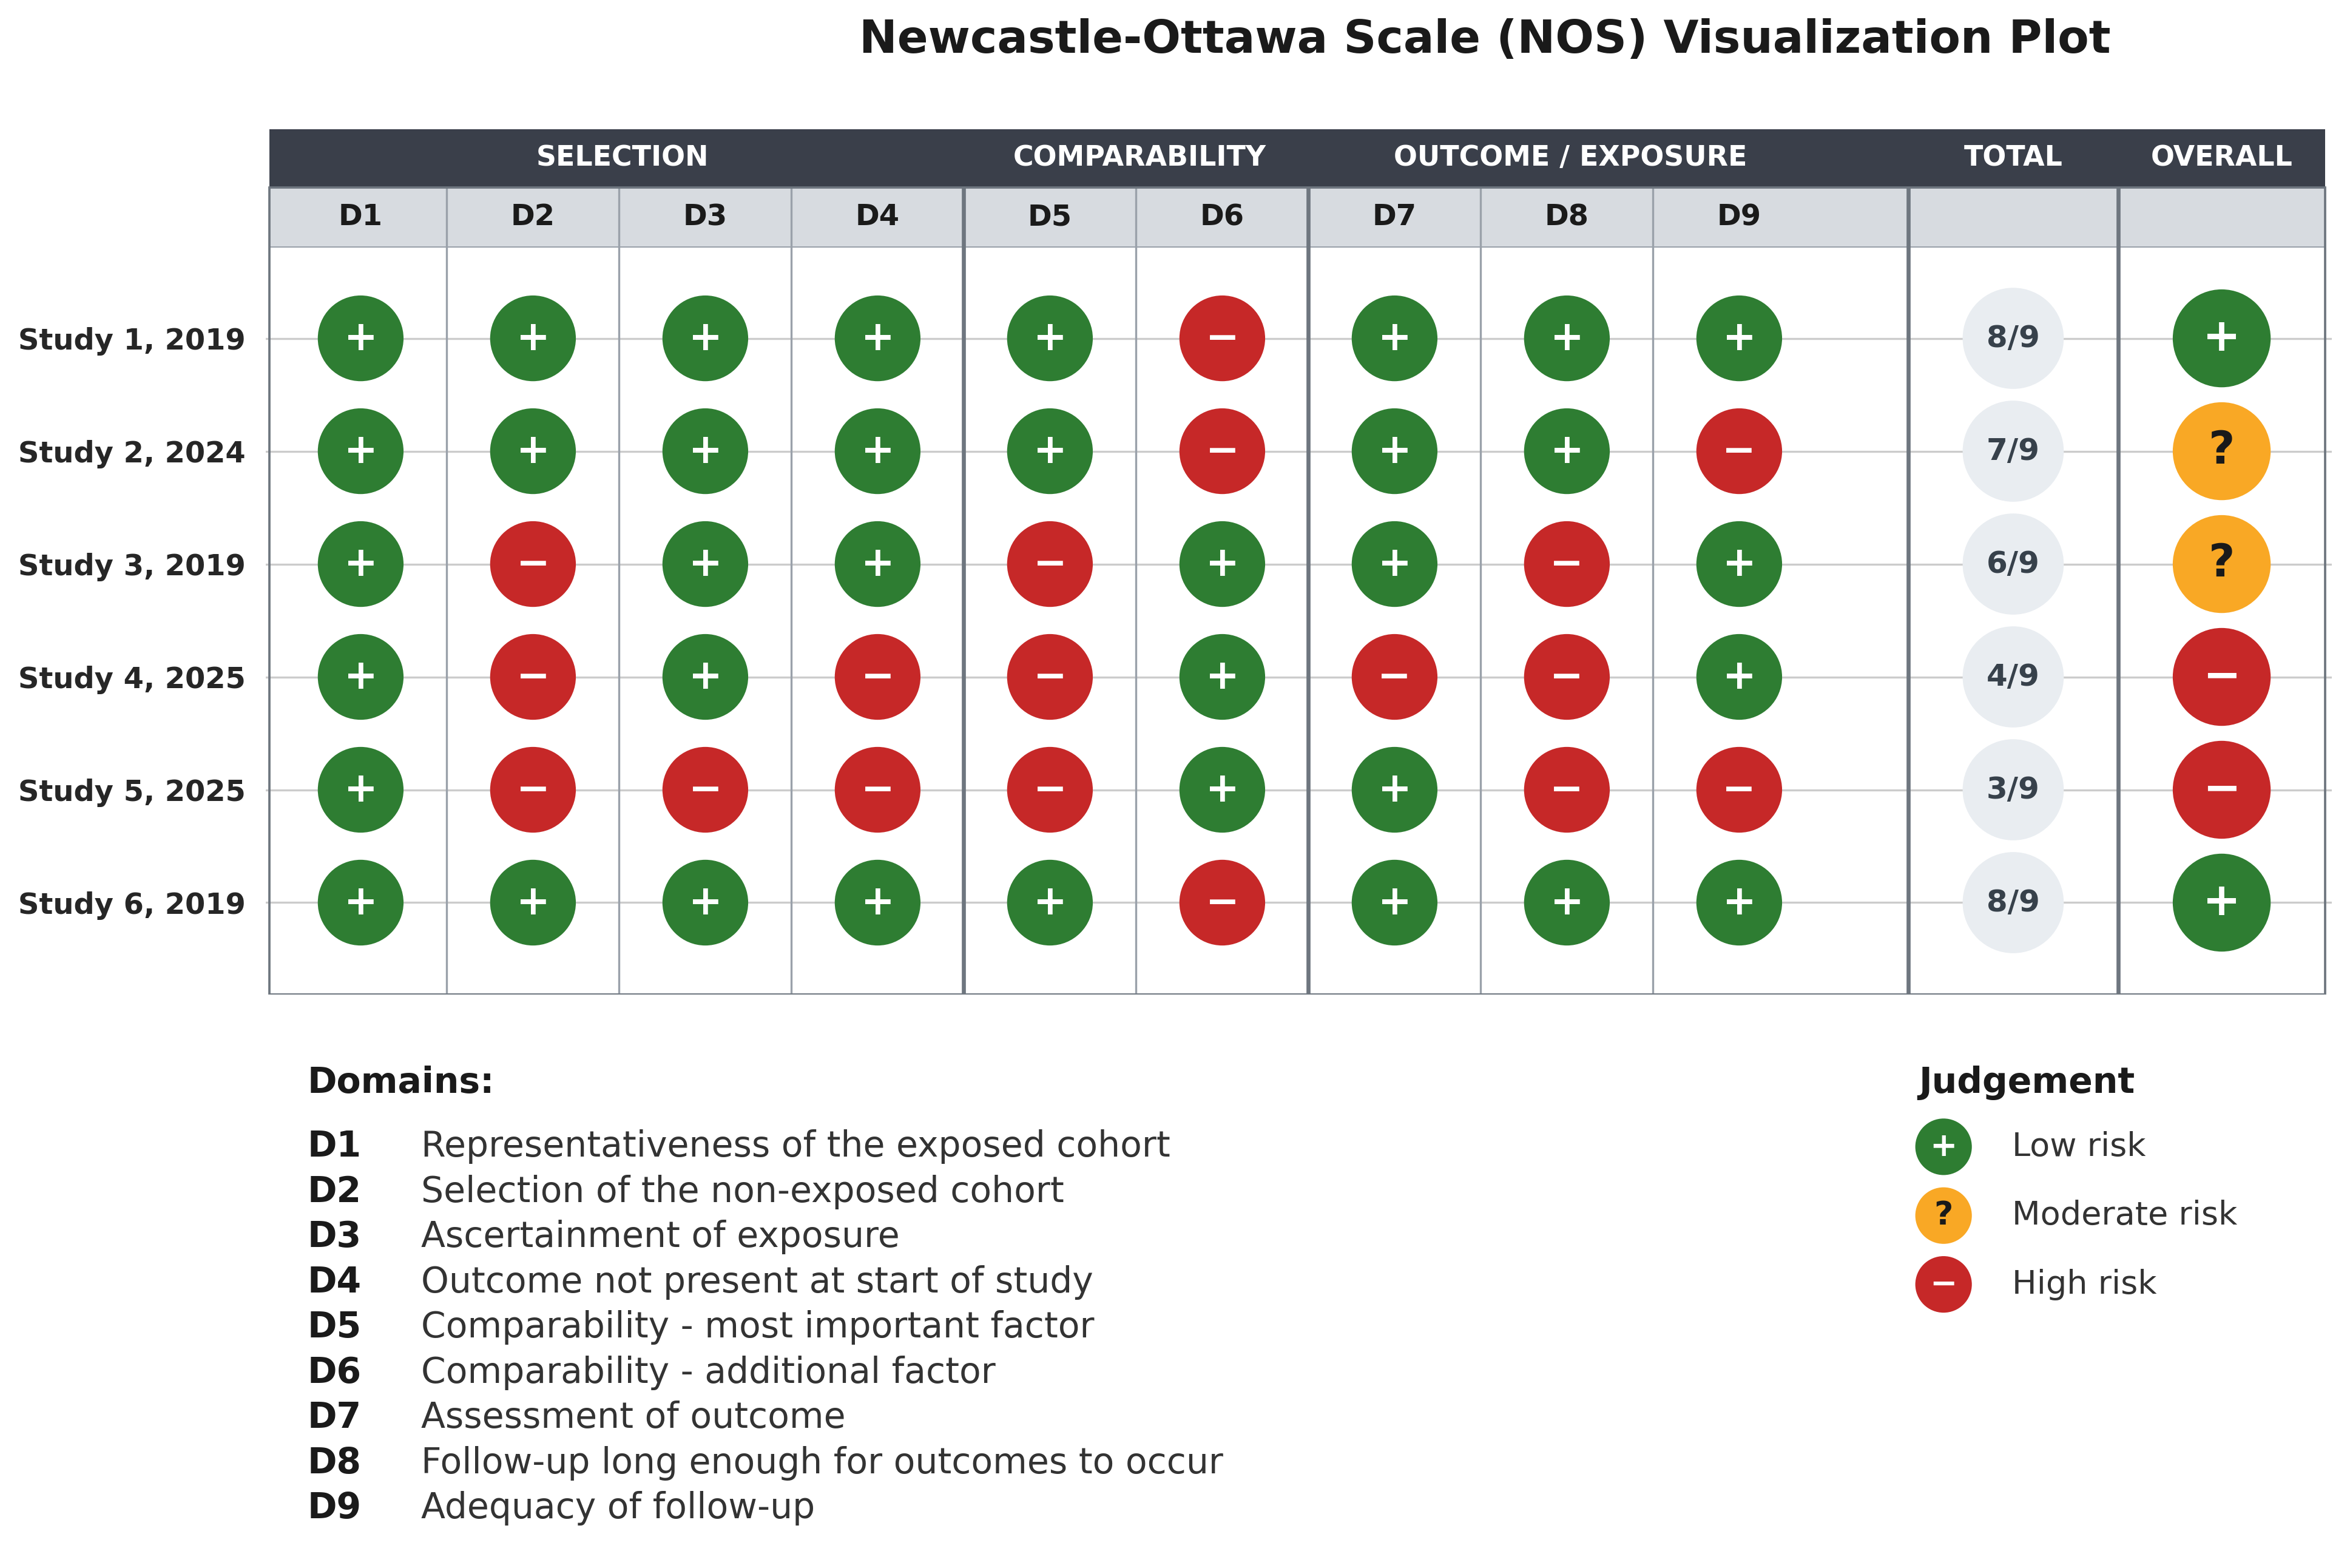 Newcastle-Ottawa Scale (NOS) Visualization Plot
SELECTION COMPARABILITY OUTCOME / EXPOSURE TOTAL OVERALL
D1 D2 D3 D4 D5 D6 D7 D8 D9
Study 1, 2019 + + + + + − + + + 8/9 +
Study 2, 2024 + + + + + − + + − 7/9 ?
Study 3, 2019 + − + + − + + − + 6/9 ?
Study 4, 2025 + − + − − + − − + 4/9 −
Study 5, 2025 + − − − − + + − − 3/9 −
Study 6, 2019 + + + + + − + + + 8/9 +
Domains:
D1 Representativeness of the exposed cohort
D2 Selection of the non-exposed cohort
D3 Ascertainment of exposure
D4 Outcome not present at start of study
D5 Comparability - most important factor
D6 Comparability - additional factor
D7 Assessment of outcome
D8 Follow-up long enough for outcomes to occur
D9 Adequacy of follow-up
Judgement
+ Low risk
? Moderate risk
− High risk